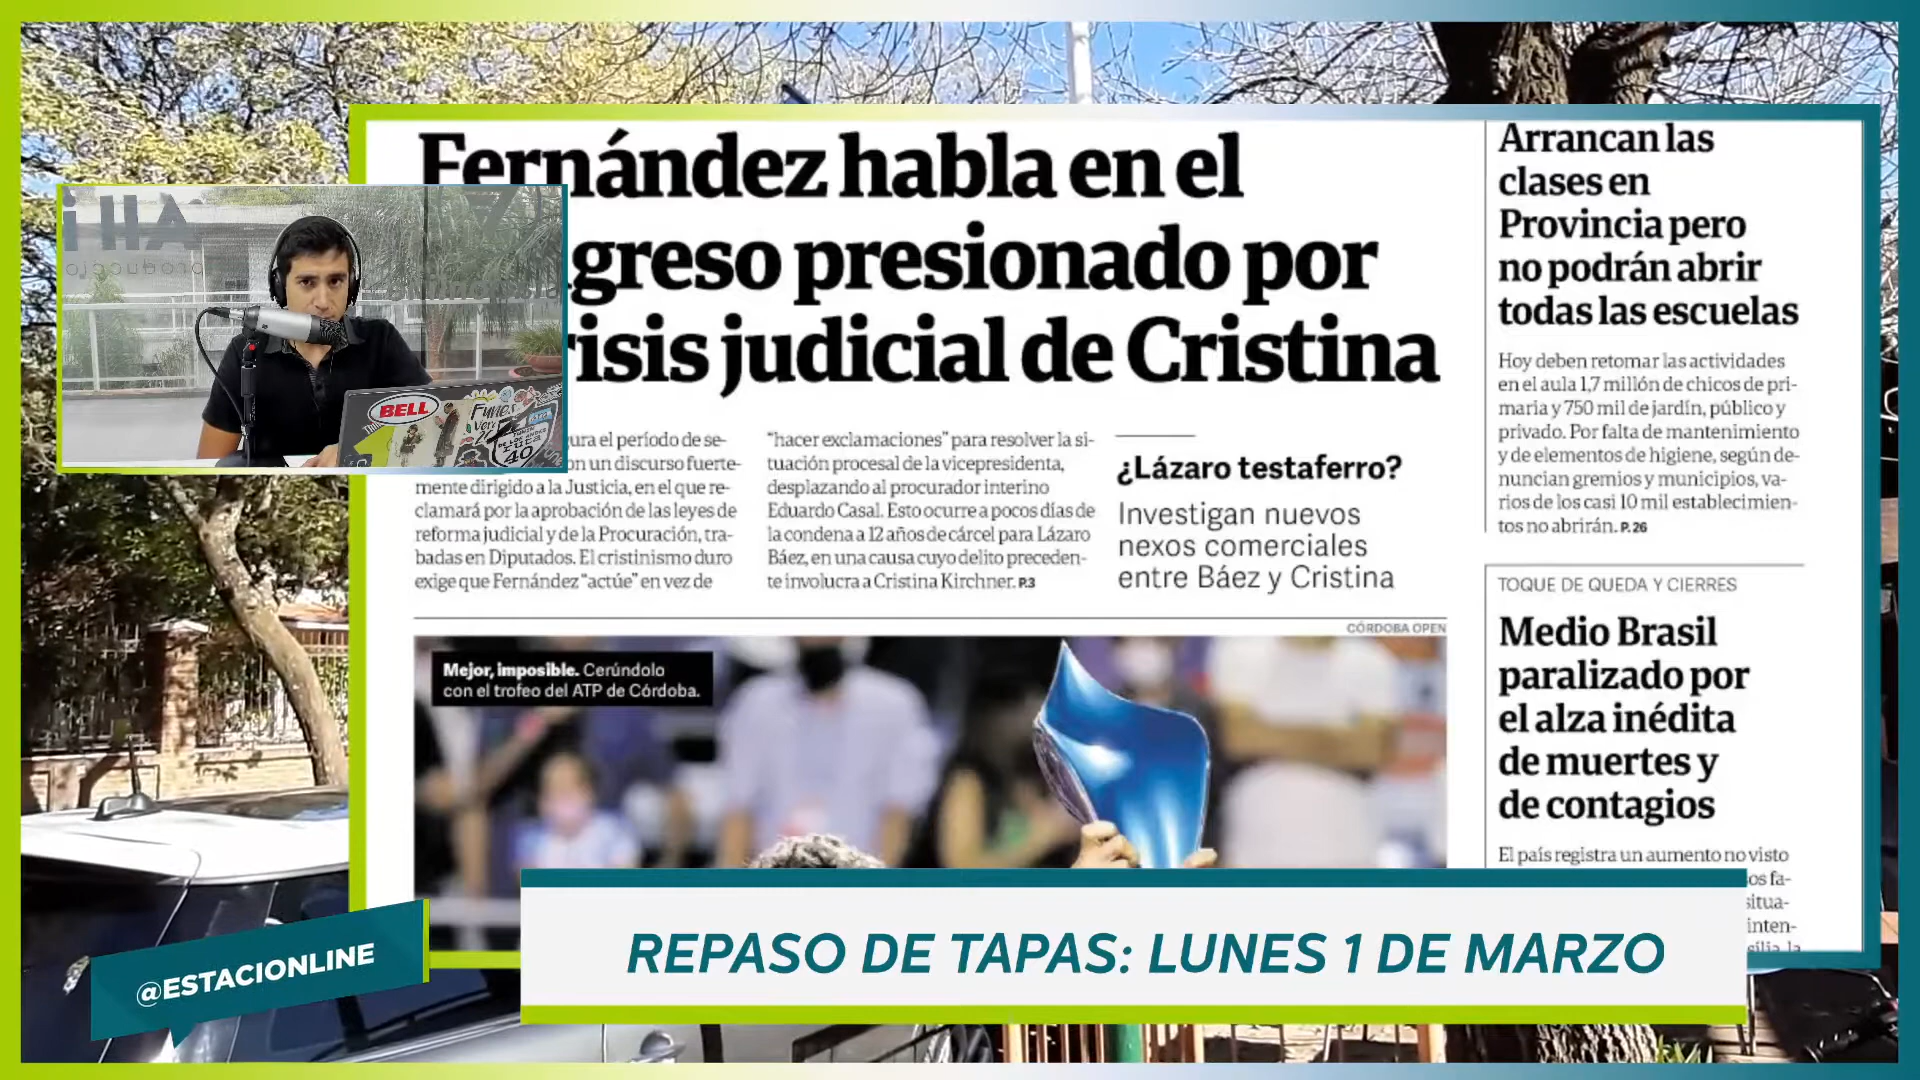 Fernández habla en el
greso presionado por
risis judicial de Cristina
ura el período de se-
on un discurso fuerte-
mente dirigido a la Justicia, en el que re-
clamará por la aprobación de las leyes de
reforma judicial y de la Procuración, tra-
badas en Diputados. El cristinismo duro
exige que Fernández “actúe” en vez de
“hacer exclamaciones” para resolver la si-
tuación procesal de la vicepresidenta,
desplazando al procurador interino
Eduardo Casal. Esto ocurre a pocos días de
la condena a 12 años de cárcel para Lázaro
Báez, en una causa cuyo delito preceden-
te involucra a Cristina Kirchner. P.3
¿Lázaro testaferro?
Investigan nuevos
nexos comerciales
entre Báez y Cristina
CÓRDOBA OPEN
Mejor, imposible. Cerúndolo
con el trofeo del ATP de Córdoba.
Arrancan las
clases en
Provincia pero
no podrán abrir
todas las escuelas
Hoy deben retomar las actividades
en el aula 1,7 millón de chicos de pri-
maria y 750 mil de jardín, público y
privado. Por falta de mantenimiento
y de elementos de higiene, según de-
nuncian gremios y municipios, va-
rios de los casi 10 mil establecimien-
tos no abrirán. P. 26
TOQUE DE QUEDA Y CIERRES
Medio Brasil
paralizado por
el alza inédita
de muertes y
de contagios
El país registra un aumento no visto
os fa-
situa-
inten-
BELL
Funes
40
@ESTACIONLINE
REPASO DE TAPAS: LUNES 1 DE MARZO